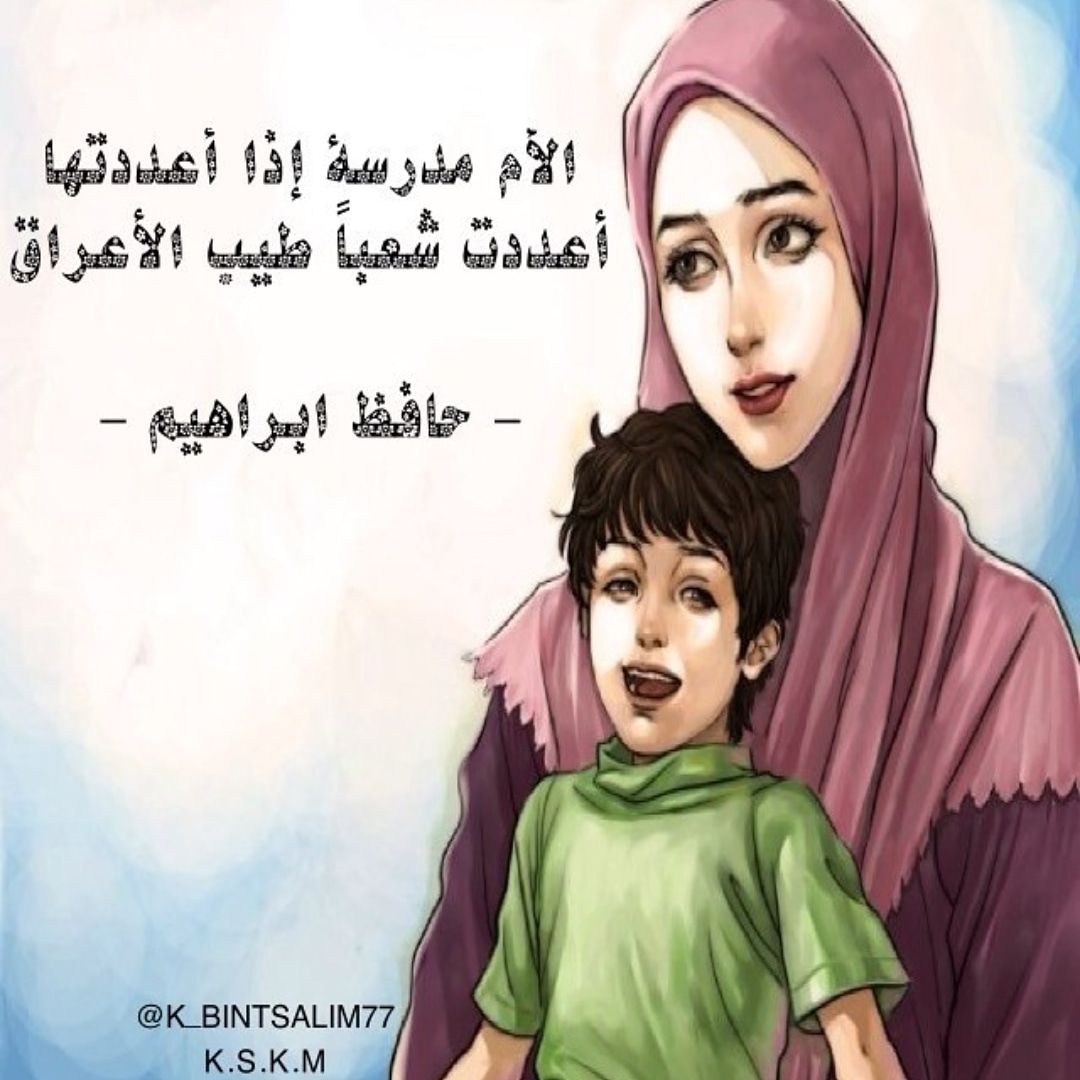 الأم مدرسة إذا أعددتها
أعددت شعباً طيب الأعراق
- حافظ ابراهيم -
@K_BINTSALIM77
K.S.K.M